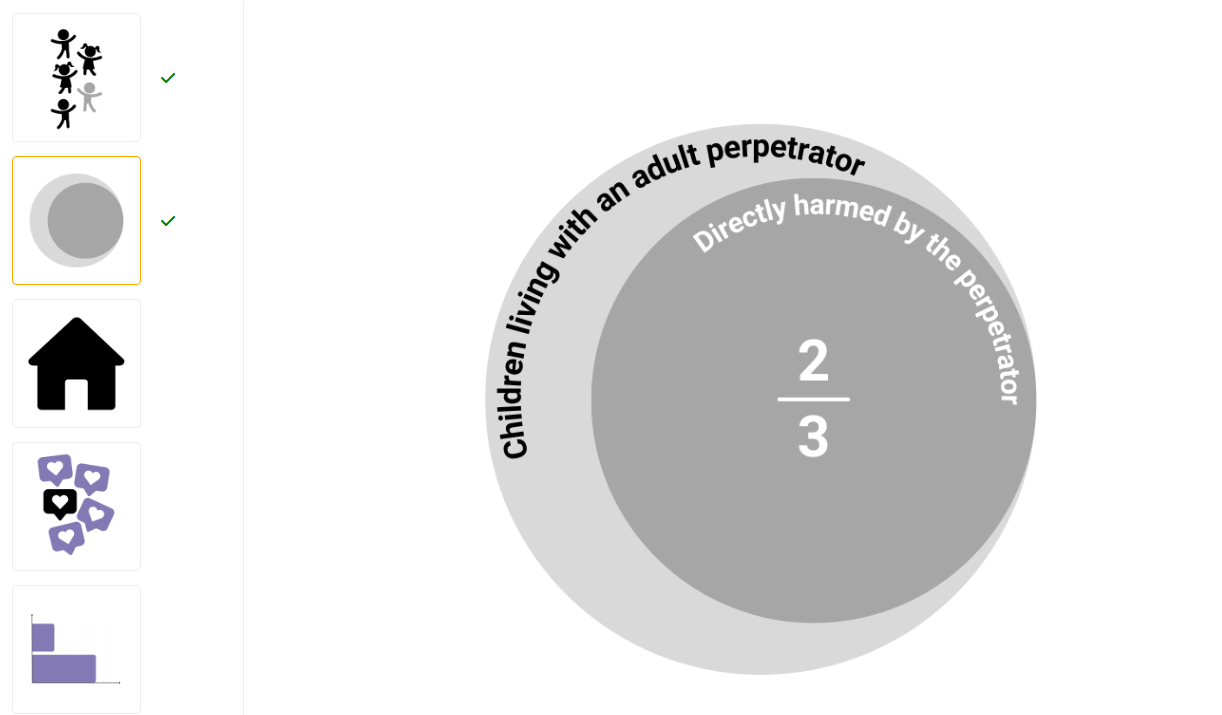 Children living with an adult perpetrator
Directly harmed by the perpetrator
2
3